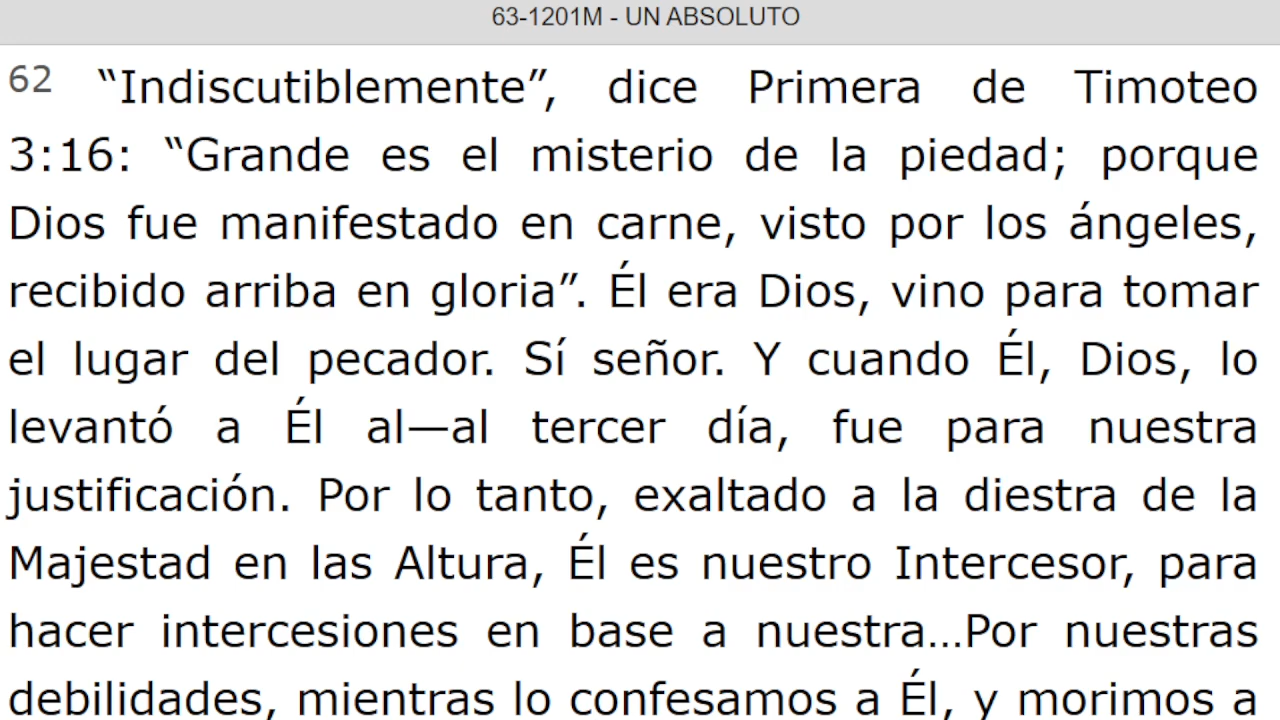 63-1201M - UN ABSOLUTO
62 “Indiscutiblemente”, dice Primera de Timoteo
3:16: “Grande es el misterio de la piedad; porque
Dios fue manifestado en carne, visto por los ángeles,
recibido arriba en gloria”. Él era Dios, vino para tomar
el lugar del pecador. Sí señor. Y cuando Él, Dios, lo
levantó a Él al—al tercer día, fue para nuestra
justificación. Por lo tanto, exaltado a la diestra de la
Majestad en las Altura, Él es nuestro Intercesor, para
hacer intercesiones en base a nuestra...Por nuestras
debilidades, mientras lo confesamos a Él, y morimos a